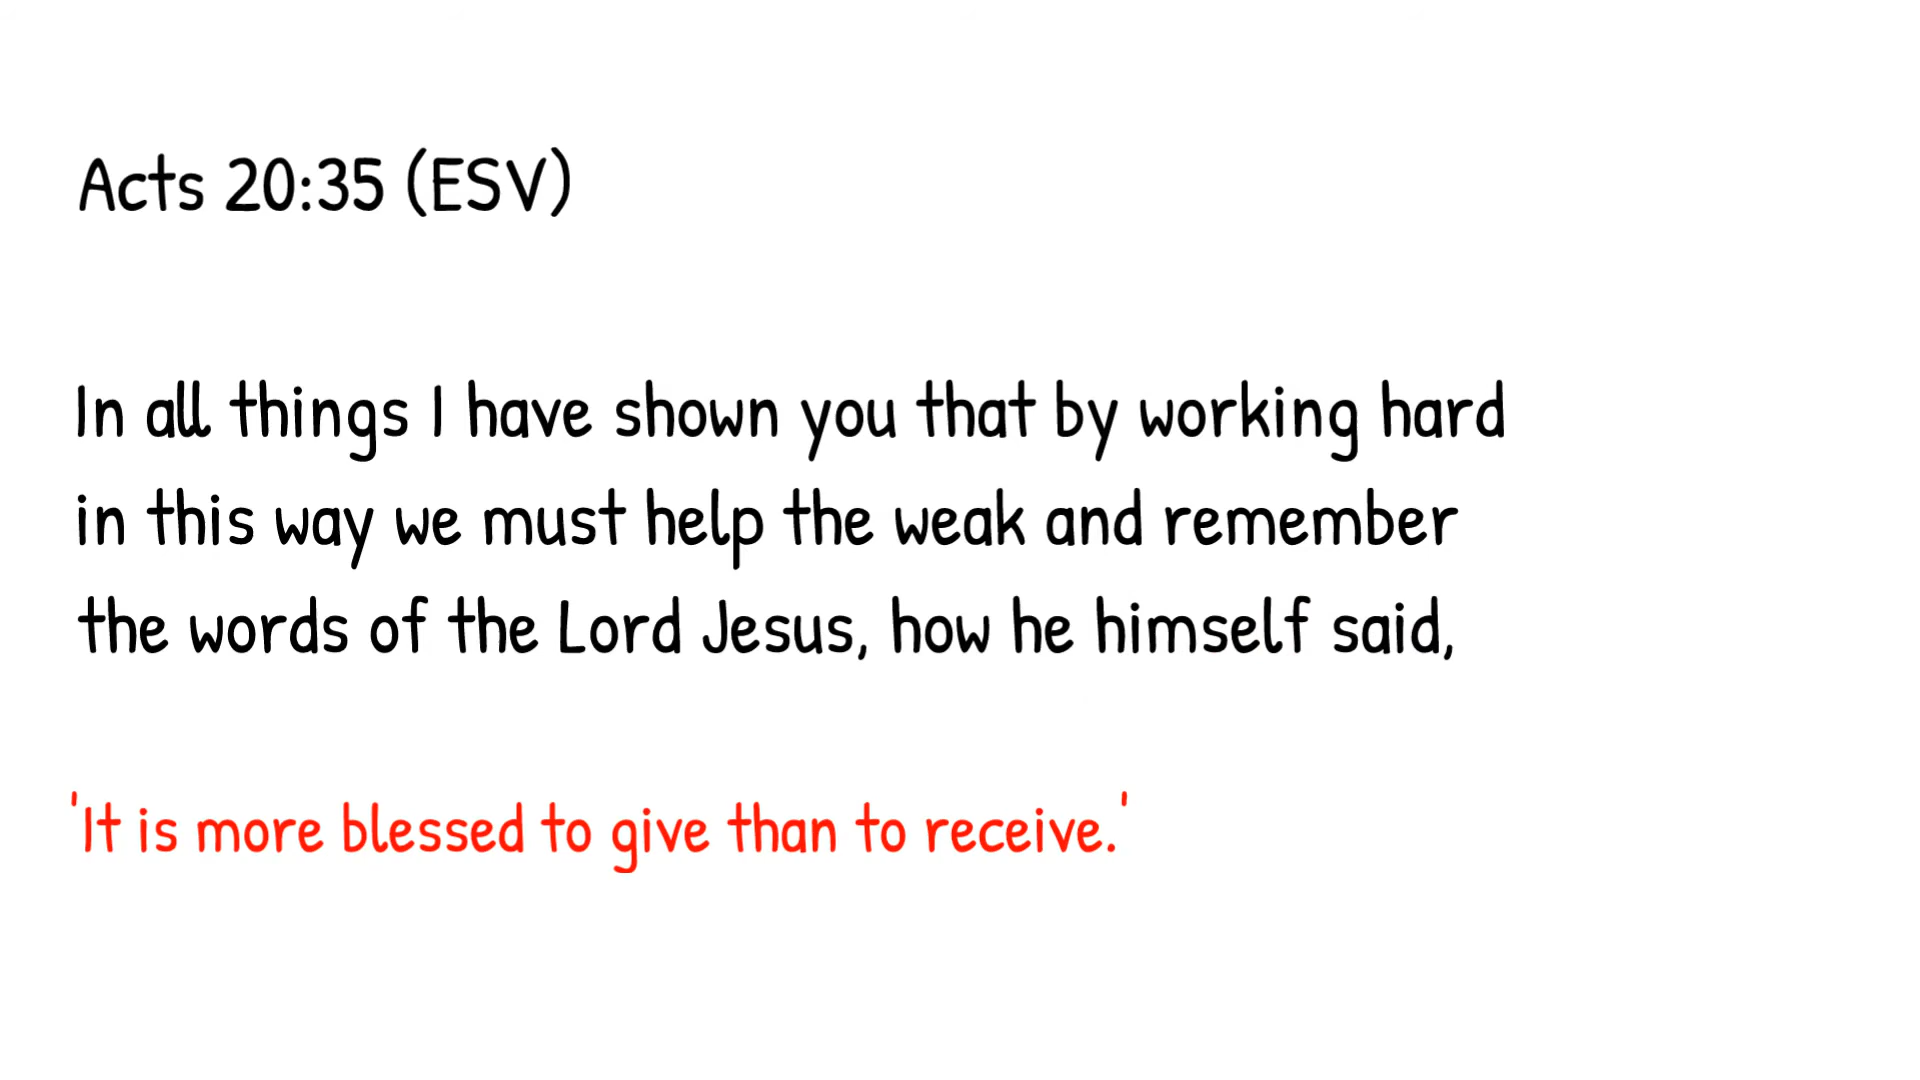 Acts 20:35 (ESV)
In all things I have shown you that by working hard
in this way we must help the weak and remember
the words of the Lord Jesus, how he himself said,
'It is more blessed to give than to receive.'